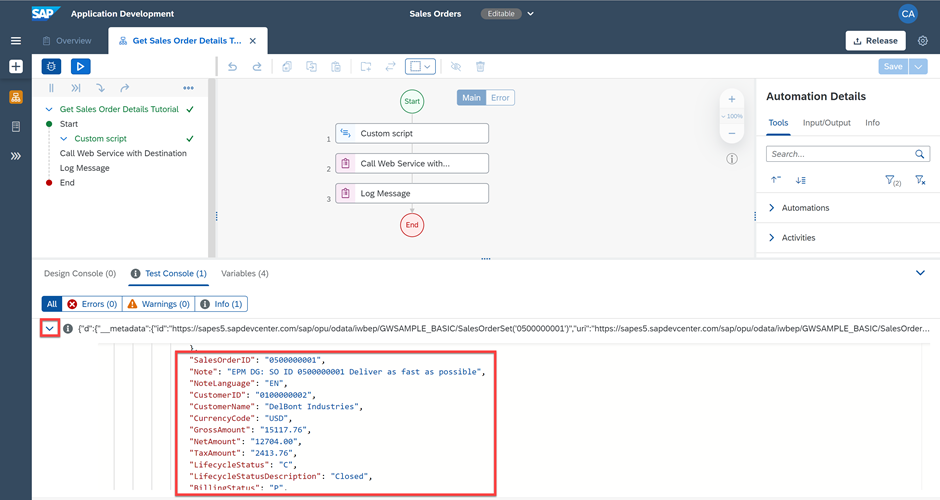 SAP Application Development Sales Orders Editable CA
Overview Get Sales Order Details T... Release
Save
Get Sales Order Details Tutorial
Start
Custom script
Call Web Service with Destination
Log Message
End
Start
Main Error
1 Custom script
2 Call Web Service with...
3 Log Message
End
100%
Automation Details
Tools Input/Output Info
Search...
(2)
Automations
Activities
Design Console (0) Test Console (1) Variables (4)
All Errors (0) Warnings (0) Info (1)
{"d":{"__metadata":{"id":"https://sapes5.sapdevcenter.com/sap/opu/odata/iwbep/GWSAMPLE_BASIC/SalesOrderSet('0500000001')","uri":"https://sapes5.sapdevcenter.com/sap/opu/odata/iwbep/GWSAMPLE_BASIC/SalesOrder...
},
"SalesOrderID": "0500000001",
"Note": "EPM DG: SO ID 0500000001 Deliver as fast as possible",
"NoteLanguage": "EN",
"CustomerID": "0100000002",
"CustomerName": "DelBont Industries",
"CurrencyCode": "USD",
"GrossAmount": "15117.76",
"NetAmount": "12704.00",
"TaxAmount": "2413.76",
"LifecycleStatus": "C",
"LifecycleStatusDescription": "Closed",
"BillingStatus": "P",